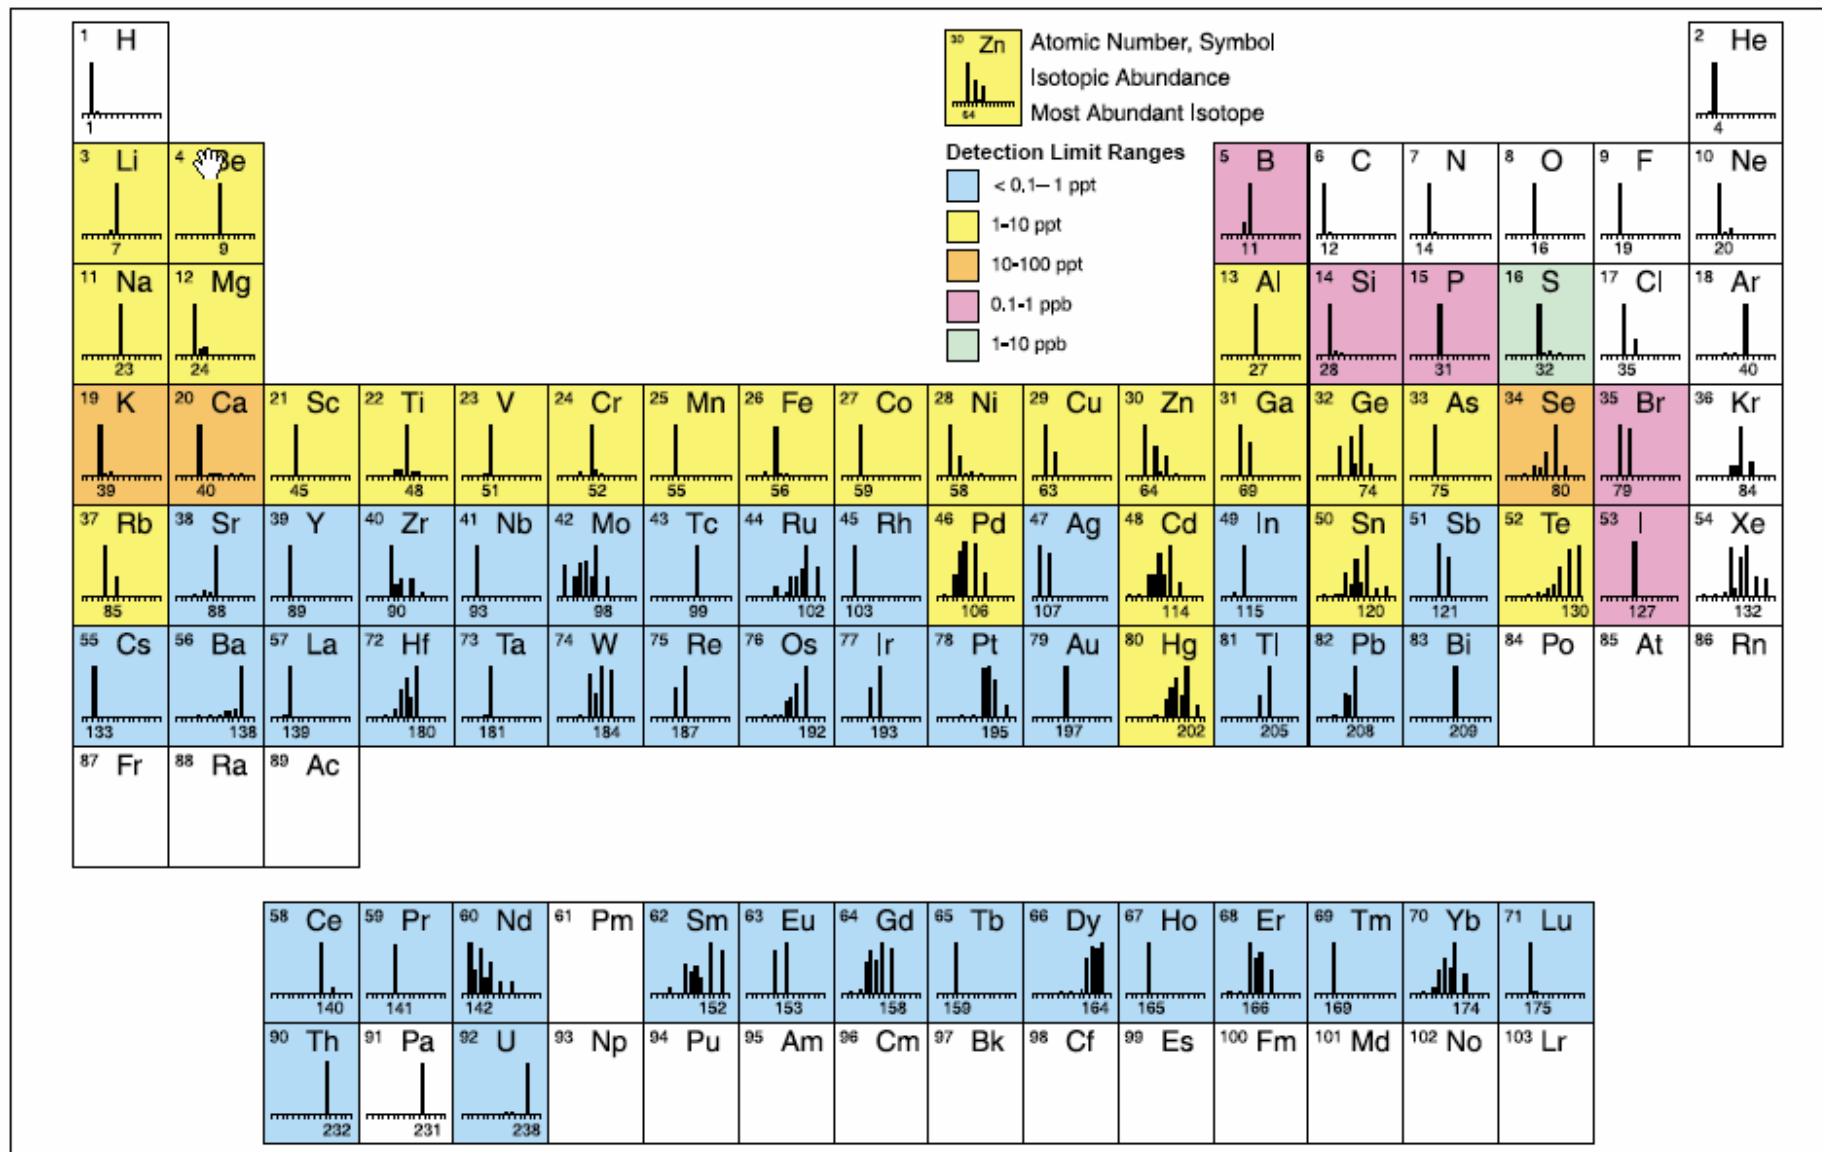 1 H
30 Zn Atomic Number, Symbol
2 He
Isotopic Abundance
64 Most Abundant Isotope
1
4
3 Li 4 Be Detection Limit Ranges 5 B 6 C 7 N 8 O 9 F 10 Ne
< 0.1– 1 ppt
1-10 ppt
7 9 11 12 14 16 19 20
10-100 ppt
11 Na 12 Mg 13 Al 14 Si 15 P 16 S 17 Cl 18 Ar
0.1-1 ppb
1-10 ppb
23 24 27 28 31 32 35 40
19 K 20 Ca 21 Sc 22 Ti 23 V 24 Cr 25 Mn 26 Fe 27 Co 28 Ni 29 Cu 30 Zn 31 Ga 32 Ge 33 As 34 Se 35 Br 36 Kr
39 40 45 48 51 52 55 56 59 58 63 64 69 74 75 80 79 84
37 Rb 38 Sr 39 Y 40 Zr 41 Nb 42 Mo 43 Tc 44 Ru 45 Rh 46 Pd 47 Ag 48 Cd 49 In 50 Sn 51 Sb 52 Te 53 I 54 Xe
85 88 89 90 93 98 99 102 103 106 107 114 115 120 121 130 127 132
55 Cs 56 Ba 57 La 72 Hf 73 Ta 74 W 75 Re 76 Os 77 Ir 78 Pt 79 Au 80 Hg 81 Tl 82 Pb 83 Bi 84 Po 85 At 86 Rn
133 138 139 180 181 184 187 192 193 195 197 202 205 208 209
87 Fr 88 Ra 89 Ac
58 Ce 59 Pr 60 Nd 61 Pm 62 Sm 63 Eu 64 Gd 65 Tb 66 Dy 67 Ho 68 Er 69 Tm 70 Yb 71 Lu
140 141 142 152 153 158 159 164 165 166 169 174 175
90 Th 91 Pa 92 U 93 Np 94 Pu 95 Am 96 Cm 97 Bk 98 Cf 99 Es 100 Fm 101 Md 102 No 103 Lr
232 231 238